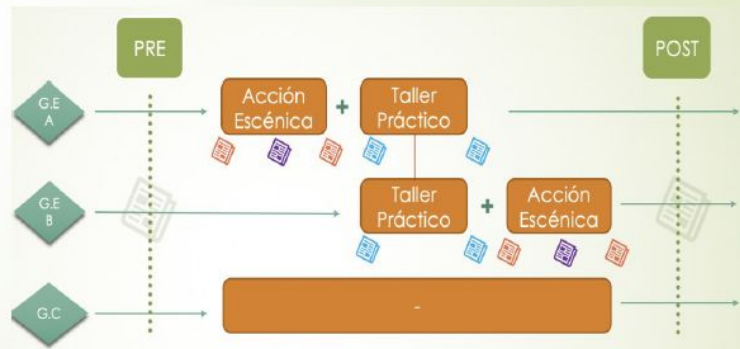 PRE
POST
G.E
A
Acción
Escénica
+
Taller
Práctico
G.E
B
Taller
Práctico
+
Acción
Escénica
G.C
-